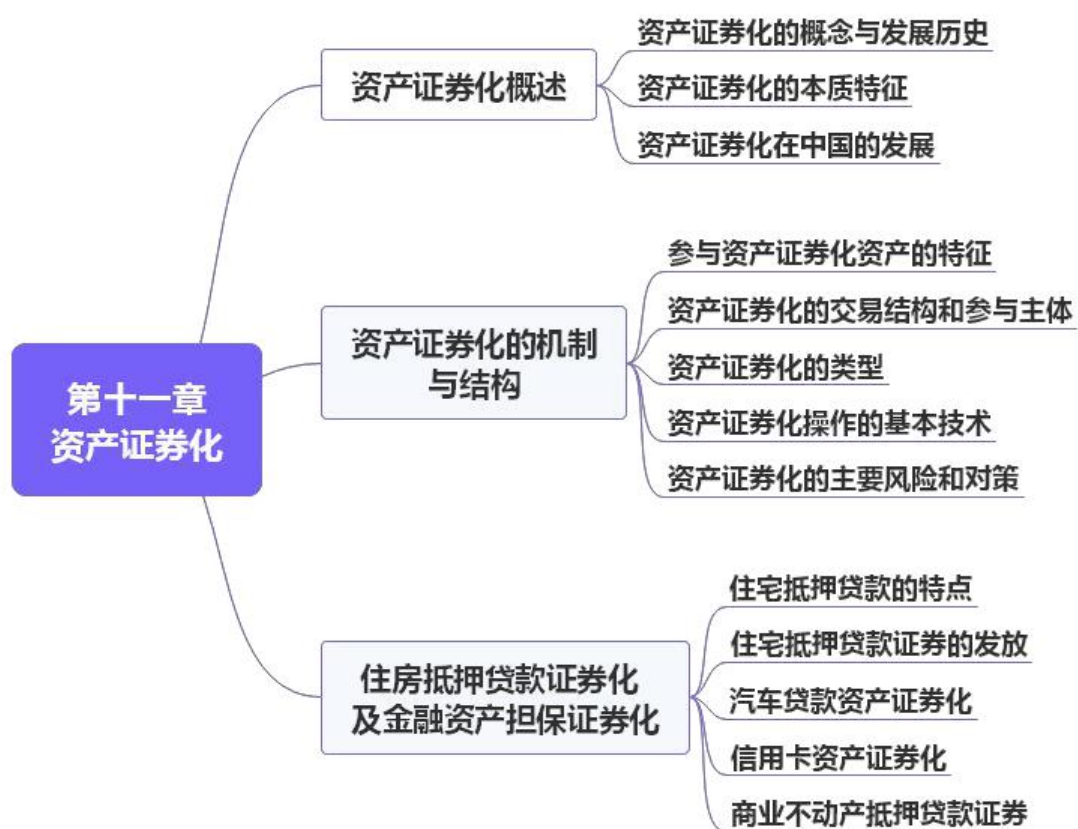 第十一章
资产证券化
资产证券化概述
资产证券化的概念与发展历史
资产证券化的本质特征
资产证券化在中国的发展
资产证券化的机制
与结构
参与资产证券化资产的特征
资产证券化的交易结构和参与主体
资产证券化的类型
资产证券化操作的基本技术
资产证券化的主要风险和对策
住房抵押贷款证券化
及金融资产担保证券化
住宅抵押贷款的特点
住宅抵押贷款证券的发放
汽车贷款资产证券化
信用卡资产证券化
商业不动产抵押贷款证券